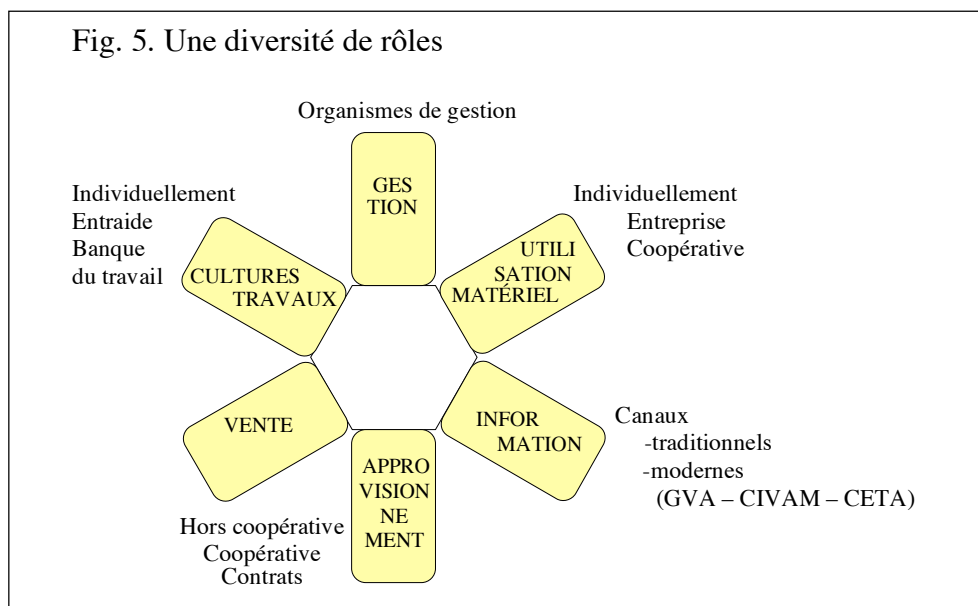 Fig. 5. Une diversité de rôles
Organismes de gestion
GES
TION
Individuellement
Entraide
Banque
du travail
CULTURES
TRAVAUX
Individuellement
Entreprise
Coopérative
UTILI
SATION
MATÉRIEL
VENTE
INFOR
MATION
Canaux
-traditionnels
-modernes
(GVA – CIVAM – CETA)
APPRO
VISION
NE
MENT
Hors coopérative
Coopérative
Contrats